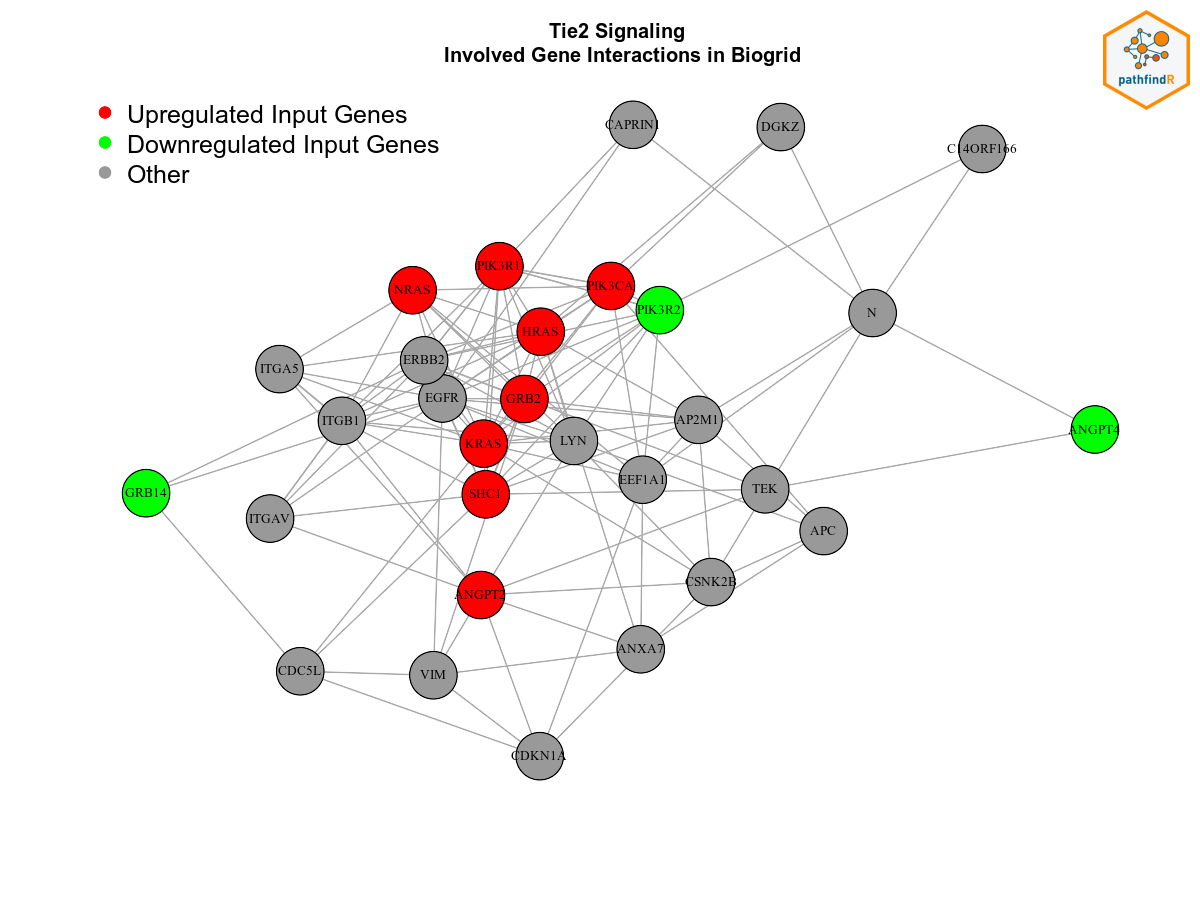 Tie2 Signaling
Involved Gene Interactions in Biogrid
pathfindR
Upregulated Input Genes
Downregulated Input Genes
Other
CAPRIN1
DGKZ
C14ORF166
PIK3R1
NRAS
PIK3CA
PIK3R2
N
HRAS
ERBB2
ITGA5
EGFR
GRB2
ITGB1
AP2M1
ANGPT4
KRAS
LYN
EEF1A1
TEK
GRB14
SHC1
ITGAV
APC
CSNK2B
ANGPT2
ANXA7
CDC5L
VIM
CDKN1A